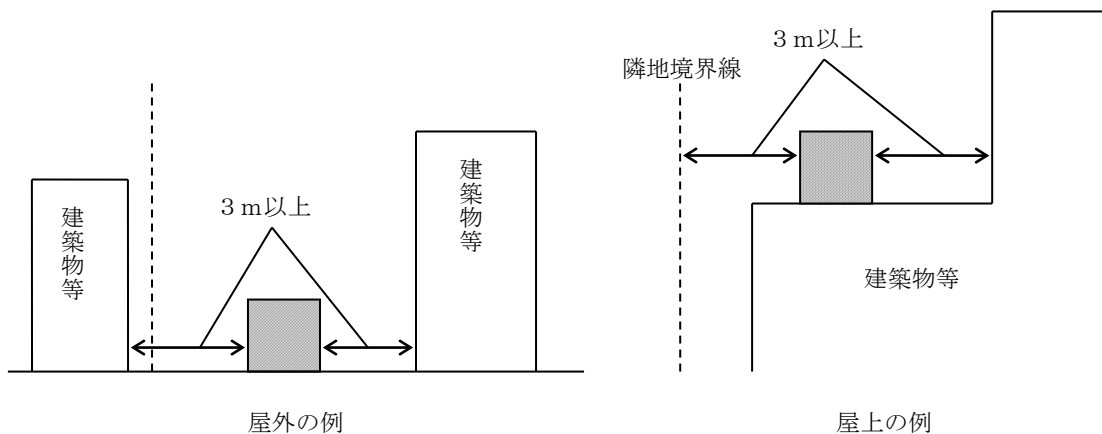 建築物等
３ｍ以上
建築物等
屋外の例
隣地境界線
３ｍ以上
建築物等
屋上の例